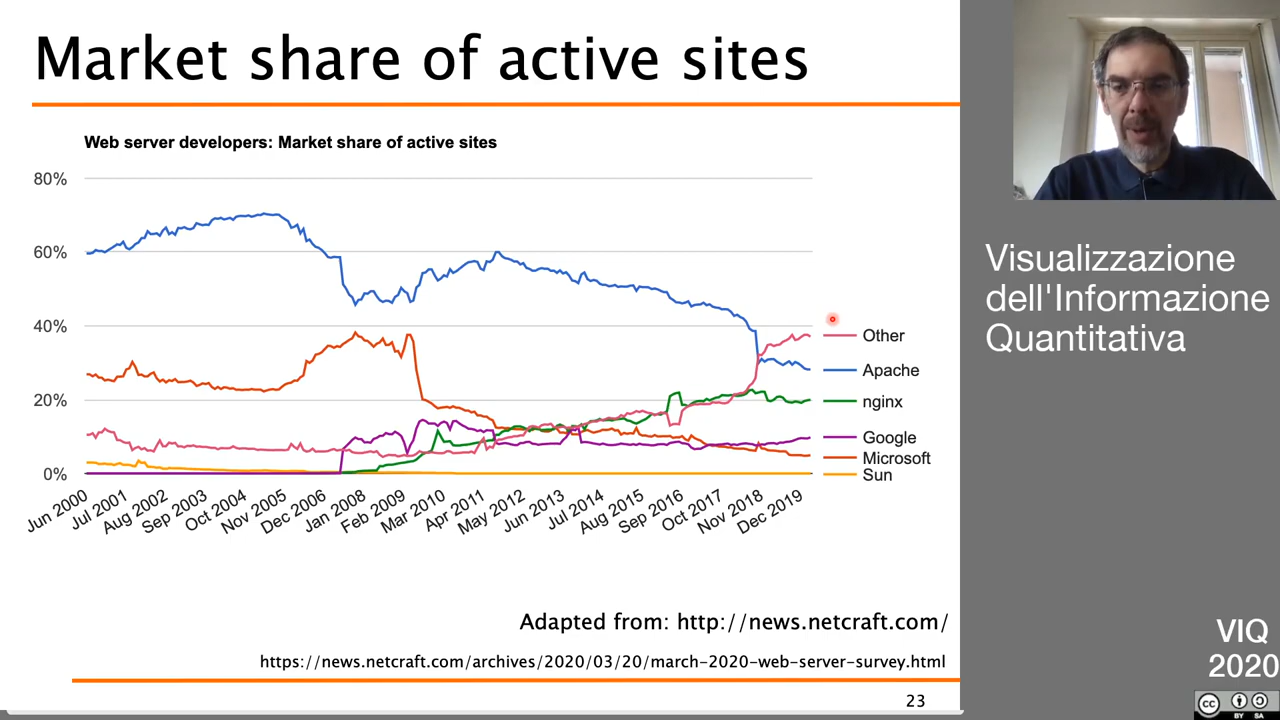 Market share of active sites
Web server developers: Market share of active sites
80%
60%
40%
20%
0%
Jun 2000
Jul 2001
Aug 2002
Sep 2003
Oct 2004
Nov 2005
Dec 2006
Jan 2008
Feb 2009
Mar 2010
Apr 2011
May 2012
Jun 2013
Jul 2014
Aug 2015
Sep 2016
Oct 2017
Nov 2018
Dec 2019
Other
Apache
nginx
Google
Microsoft
Sun
Adapted from: http://news.netcraft.com/
https://news.netcraft.com/archives/2020/03/20/march-2020-web-server-survey.html
23
Visualizzazione
dell'Informazione
Quantitativa
VIQ
2020
cc
BY SA